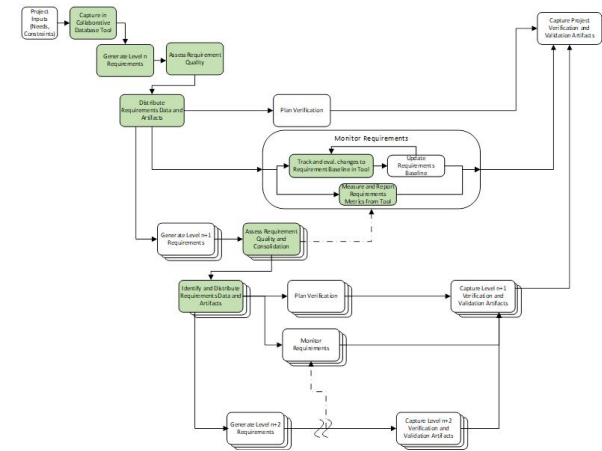 Project
Inputs
(Needs,
Constraints)
Capture in
Collaborative
Database Tool
Generate Level n
Requirements
Assess Requirement
Quality
Distribute
Requirements Data and
Artifacts
Plan Verification
Capture Project
Verification and
Validation Artifacts
Monitor Requirements
Track and eval. changes to
Requirement Baseline in Tool
Update
Requirements
Baseline
Measure and Report
Requirements
Metrics from Tool
Generate Level n+1
Requirements
Assess Requirement
Quality and
Consolidation
Identify and Distribute
Requirements Data and
Artifacts
Plan Verification
Capture Level n+1
Verification and
Validation Artifacts
Monitor
Requirements
Generate Level n+2
Requirements
Capture Level n+2
Verification and
Validation Artifacts